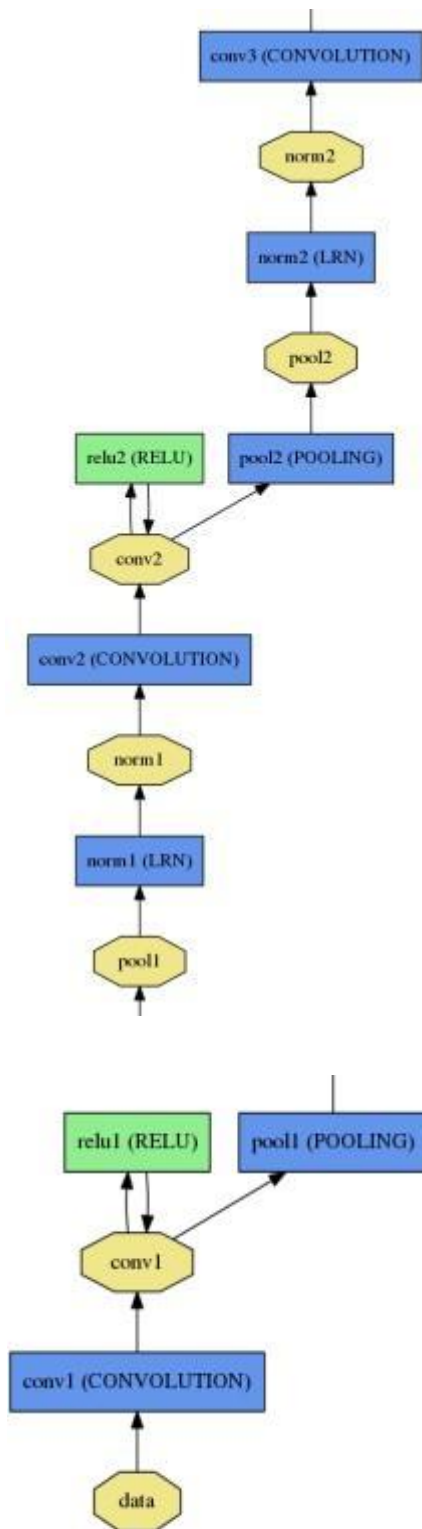 conv3 (CONVOLUTION)
norm2
norm2 (LRN)
pool2
relu2 (RELU)
pool2 (POOLING)
conv2
conv2 (CONVOLUTION)
norm1
norm1 (LRN)
pool1
relu1 (RELU)
pool1 (POOLING)
conv1
conv1 (CONVOLUTION)
data